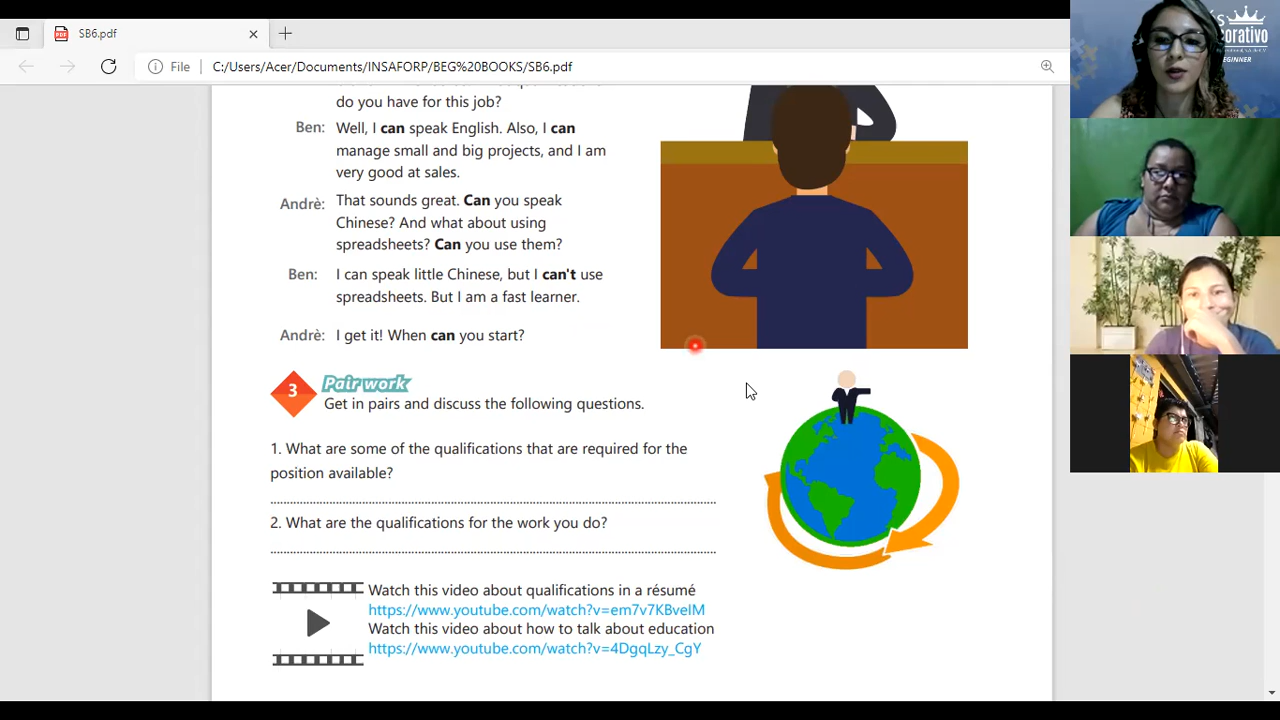 SB6.pdf
File C:/Users/Acer/Documents/INSAFORP/BEG%20BOOKS/SB6.pdf
do you have for this job?
Ben: Well, I can speak English. Also, I can
manage small and big projects, and I am
very good at sales.
Andrè: That sounds great. Can you speak
Chinese? And what about using
spreadsheets? Can you use them?
Ben: I can speak little Chinese, but I can't use
spreadsheets. But I am a fast learner.
Andrè: I get it! When can you start?
3 Pair work
Get in pairs and discuss the following questions.
1. What are some of the qualifications that are required for the
position available?
2. What are the qualifications for the work you do?
Watch this video about qualifications in a résumé
https://www.youtube.com/watch?v=em7v7KBveIM
Watch this video about how to talk about education
https://www.youtube.com/watch?v=4DgqLzy_CgY